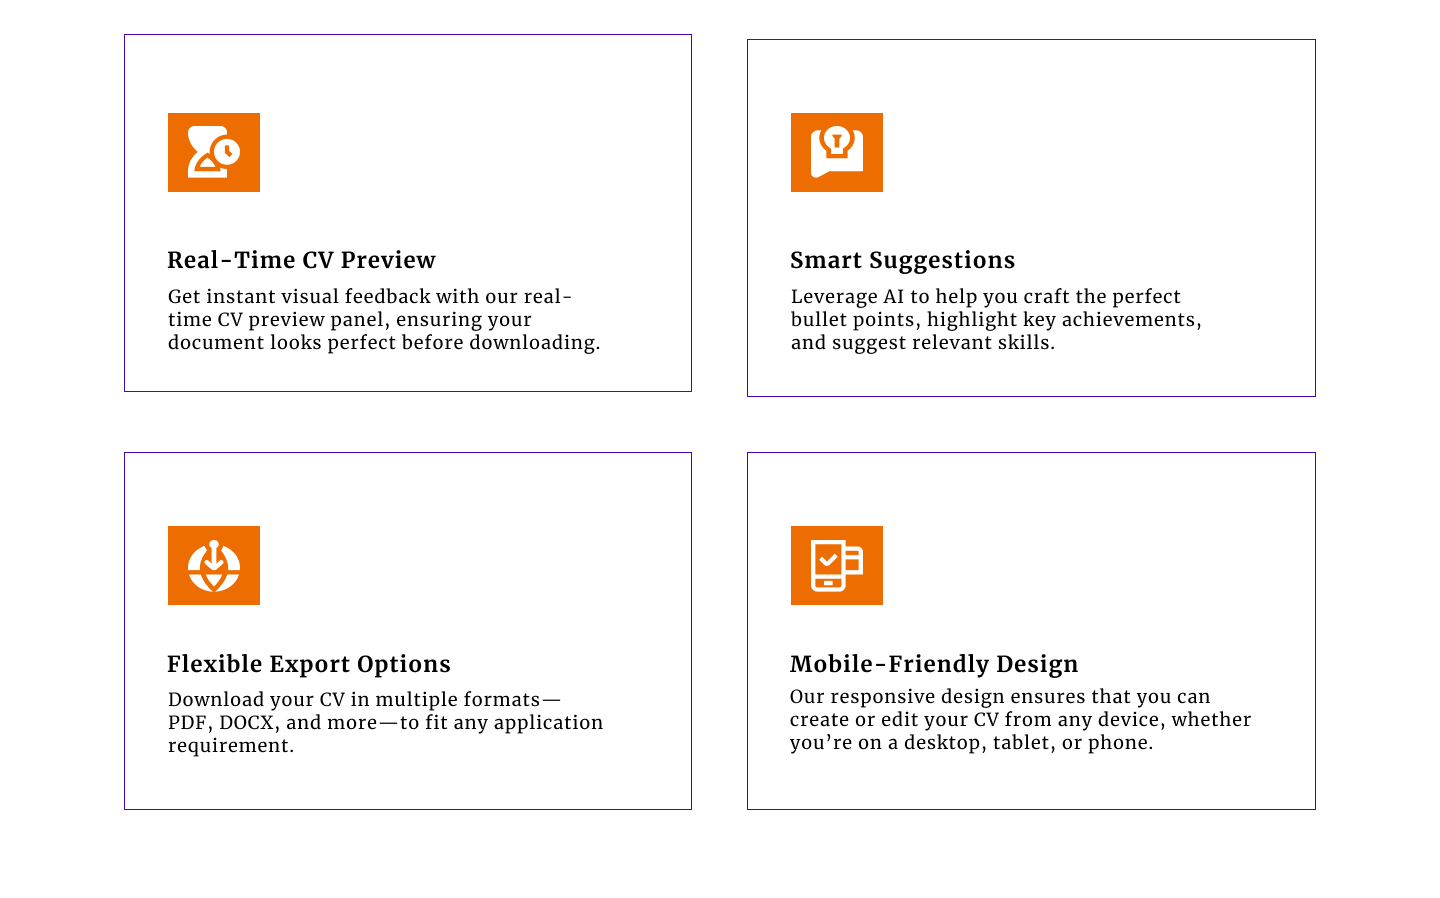 Real-Time CV Preview
Get instant visual feedback with our real-
time CV preview panel, ensuring your
document looks perfect before downloading.
Smart Suggestions
Leverage AI to help you craft the perfect
bullet points, highlight key achievements,
and suggest relevant skills.
Flexible Export Options
Download your CV in multiple formats—
PDF, DOCX, and more—to fit any application
requirement.
Mobile-Friendly Design
Our responsive design ensures that you can
create or edit your CV from any device, whether
you’re on a desktop, tablet, or phone.